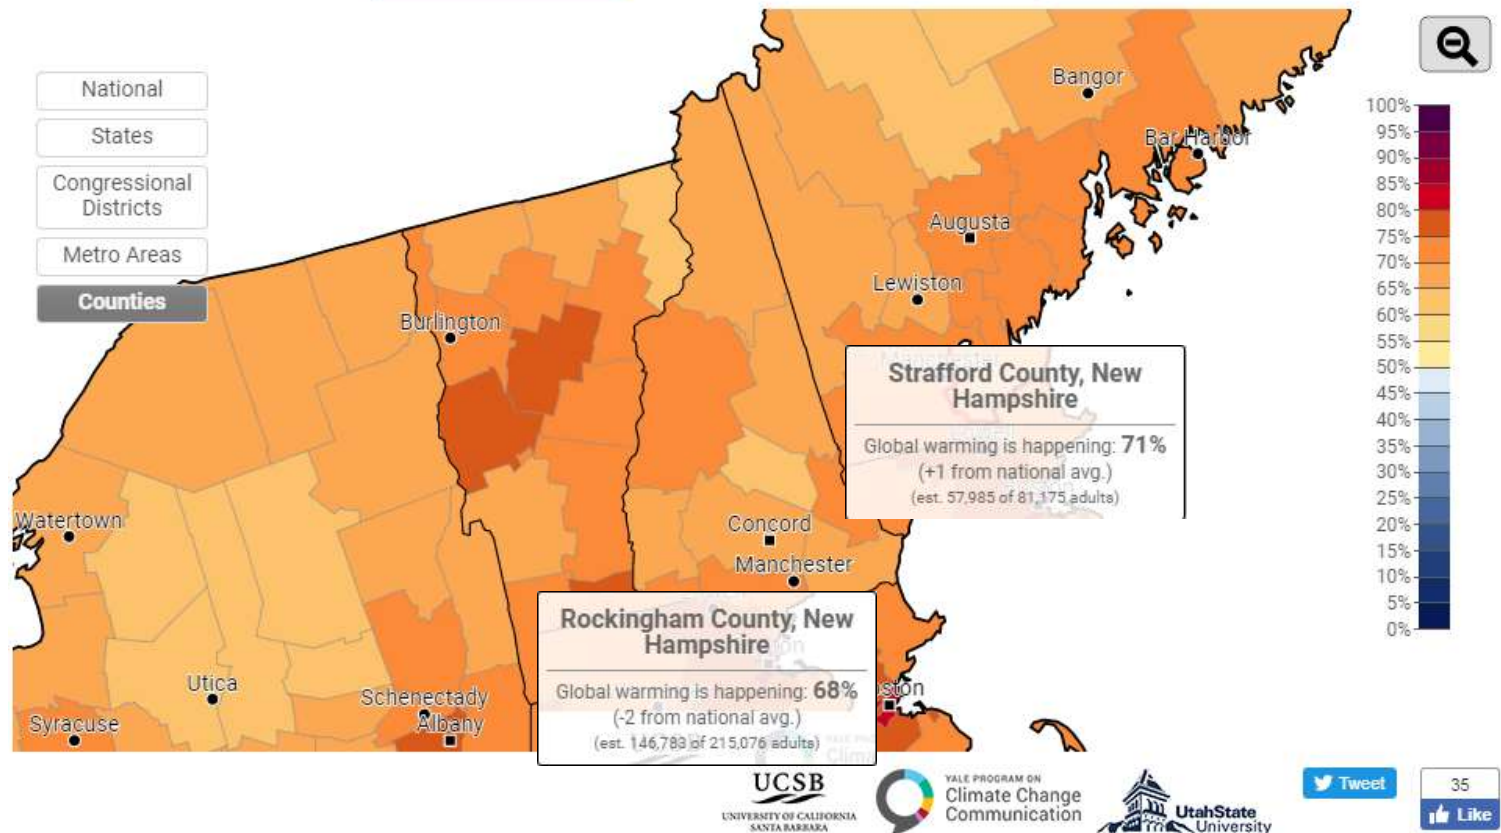 National
States
Congressional
Districts
Metro Areas
Counties
Bangor
Bar Harbor
Augusta
Lewiston
Burlington
Watertown
Concord
Manchester
Utica
Schenectady
Albany
Syracuse
Strafford County, New
Hampshire
Global warming is happening: 71%
(+1 from national avg.)
(est. 57,985 of 81,175 adults)
Rockingham County, New
Hampshire
Global warming is happening: 68%
(-2 from national avg.)
(est. 146,783 of 215,076 adults)
ston
100%
95%
90%
85%
80%
75%
70%
65%
60%
55%
50%
45%
40%
35%
30%
25%
20%
15%
10%
5%
0%
UCSB
UNIVERSITY OF CALIFORNIA
SANTA BARBARA
YALE PROGRAM ON
Climate Change
Communication
UtahState
University
Tweet
35
Like